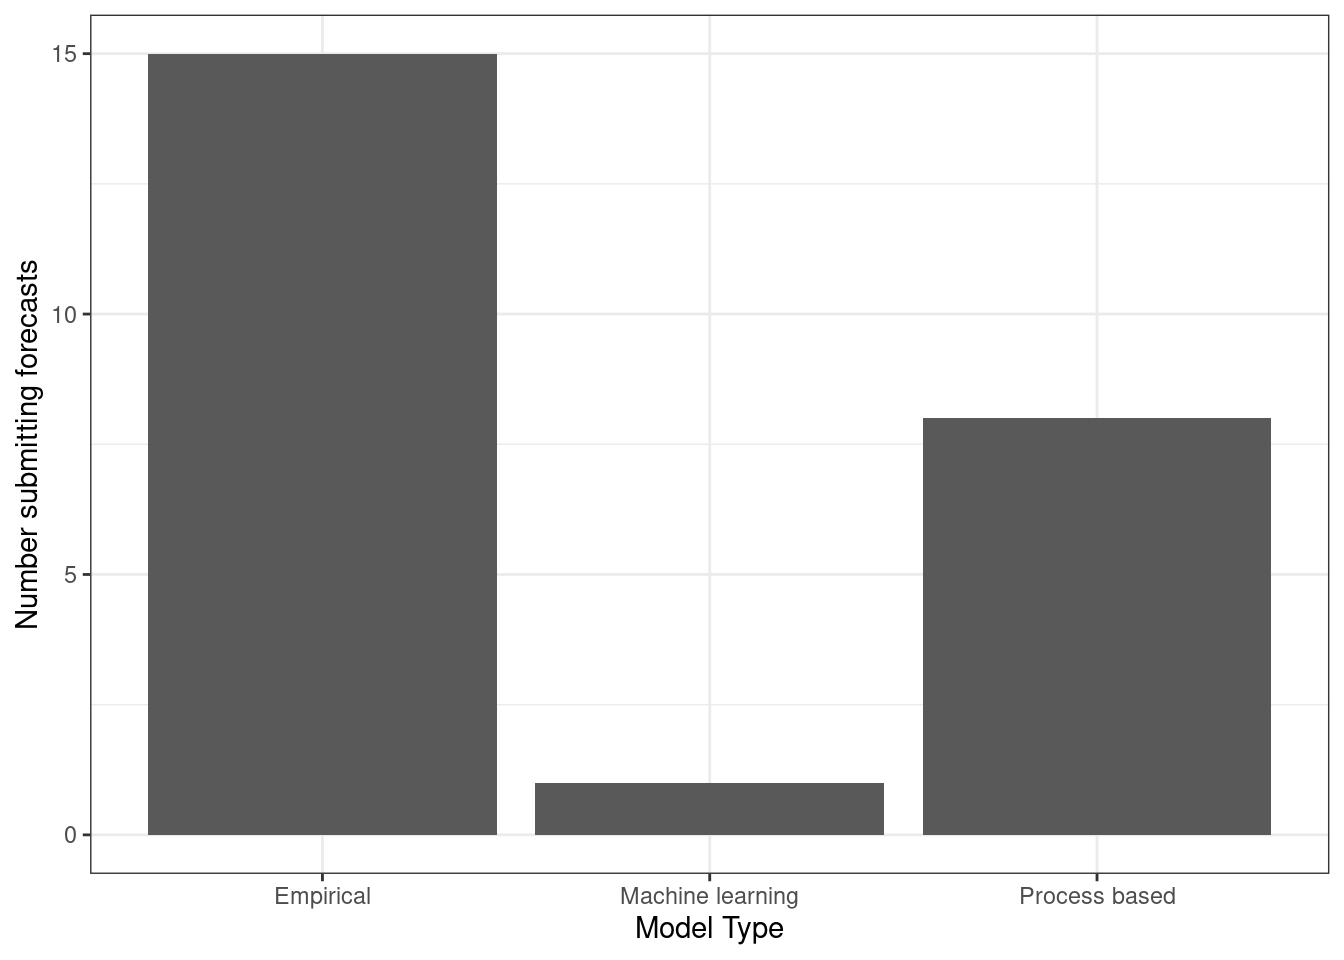 15
10
5
0
Number submitting forecasts
Empirical
Machine learning
Process based
Model Type